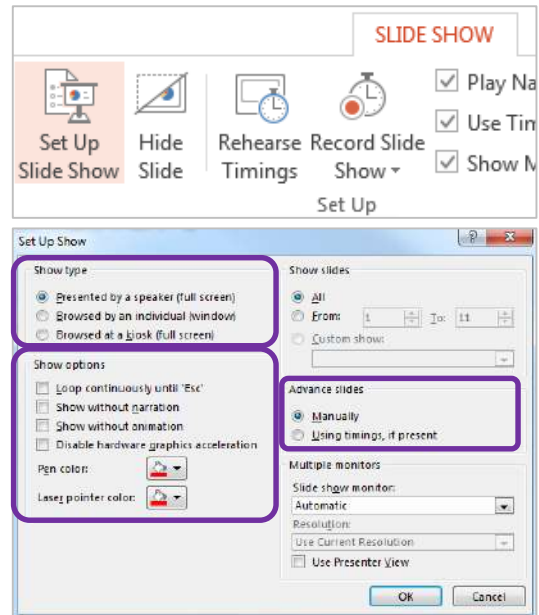 SLIDE SHOW
Set Up Slide Show
Hide Slide
Rehearse Timings
Record Slide Show
Play Na
Use Tim
Show M
Set Up
Set Up Show
Show type
Presented by a speaker (full screen)
Browsed by an individual (window)
Browsed at a kiosk (full screen)
Show options
Loop continuously until 'Esc'
Show without narration
Show without animation
Disable hardware graphics acceleration
Pen color:
Laser pointer color:
Show slides
All
From: 1 To: 11
Custom show:
Advance slides
Manually
Using timings, if present
Multiple monitors
Slide show monitor:
Automatic
Resolution:
Use Current Resolution
Use Presenter View
OK Cancel